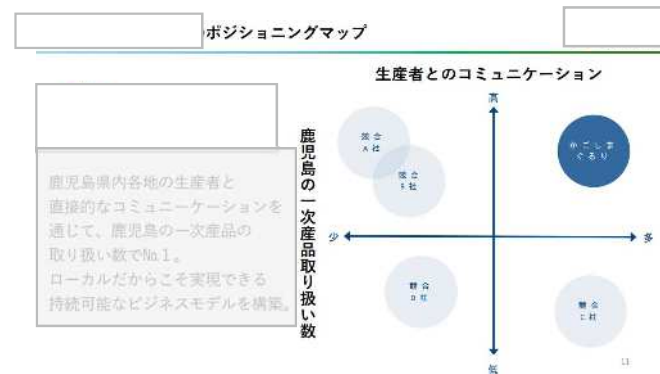 のポジショニングマップ
生産者とのコミュニケーション
鹿児島県内各地の生産者と
直接的なコミュニーケーションを
通じて、鹿児島の一次産品の
取り扱い数でNo1。
ローカルだからこそ実現できる
持続可能なビジネスモデルを構築。
鹿児島の一次産品取り扱い数
高
競合
A社
競合
かごしま
ぐるり
少
多
競合
競合
低
11